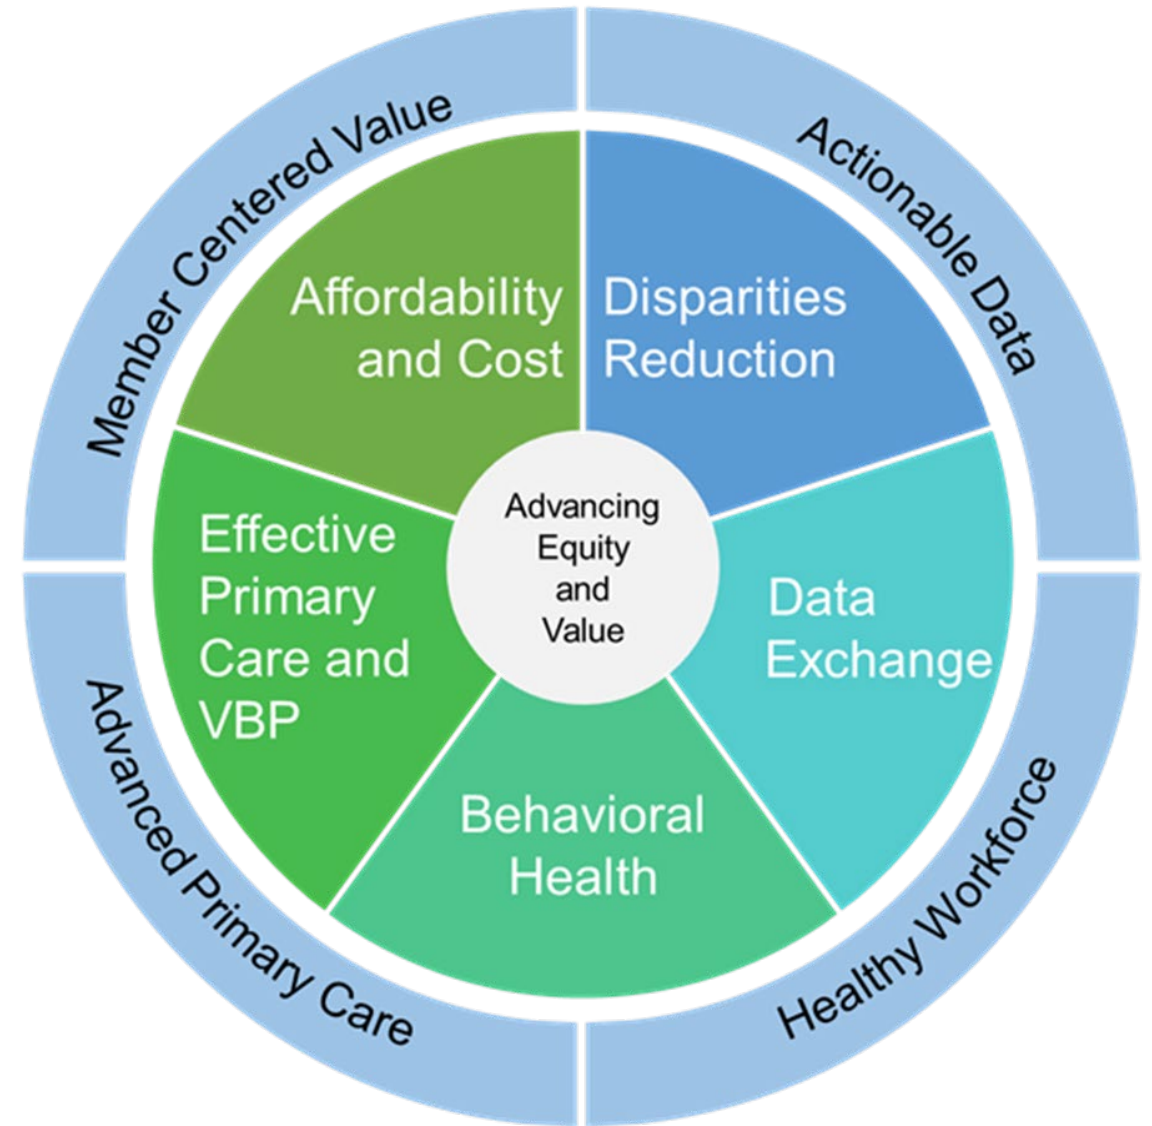 Member Centered Value
Actionable Data
Affordability
and Cost
Disparities
Reduction
Advancing
Equity
and
Value
Effective
Primary
Care and
VBP
Data
Exchange
Behavioral
Health
Advanced Primary Care
Healthy Workforce